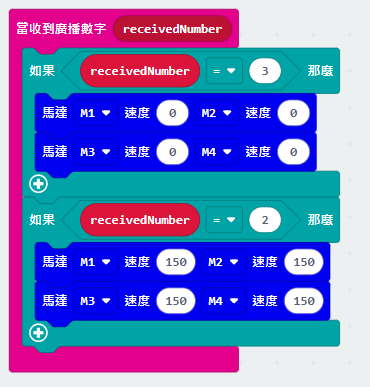 當收到廣播數字 receivedNumber
如果 receivedNumber = 3 那麼
馬達 M1 速度 0 M2 速度 0
馬達 M3 速度 0 M4 速度 0
如果 receivedNumber = 2 那麼
馬達 M1 速度 150 M2 速度 150
馬達 M3 速度 150 M4 速度 150